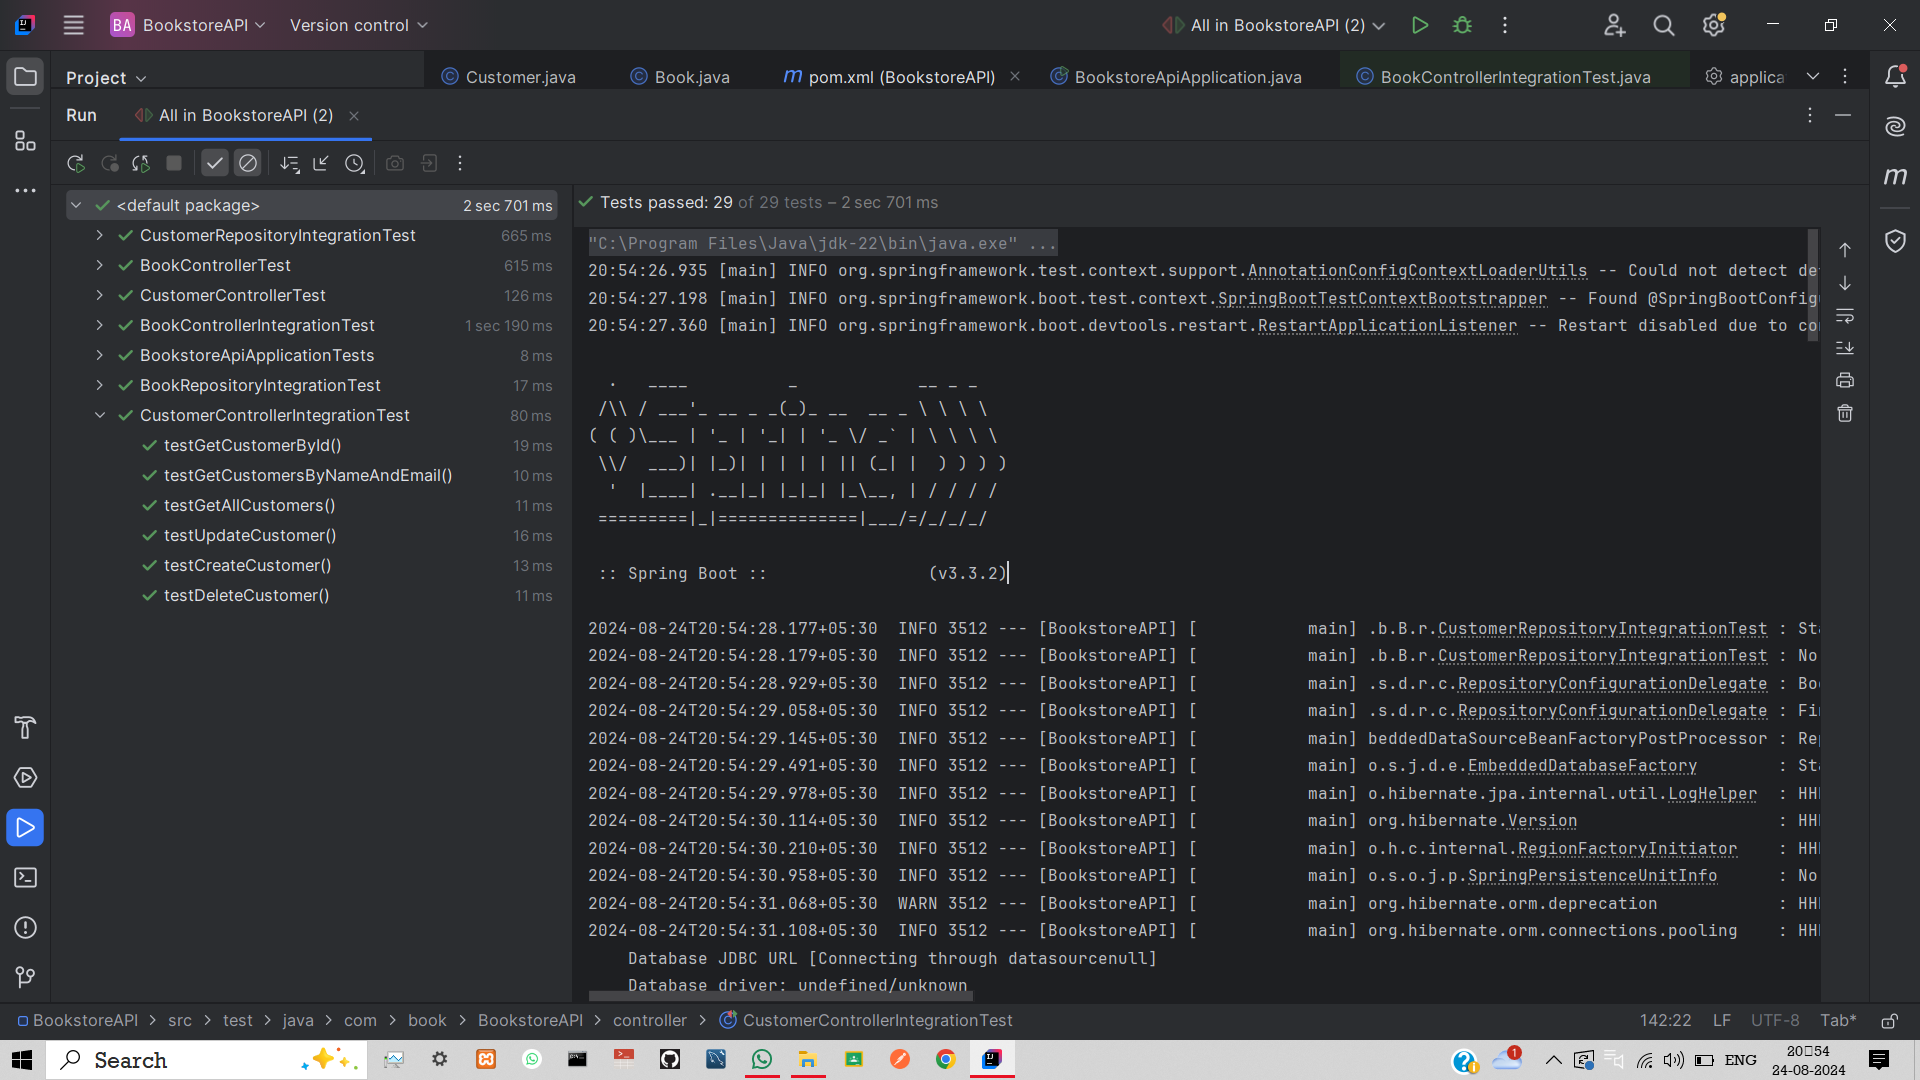 BA BookstoreAPI Version control All in BookstoreAPI (2)
Project Customer.java Book.java m pom.xml (BookstoreAPI) BookstoreApiApplication.java BookControllerIntegrationTest.java applica
Run All in BookstoreAPI (2)
<default package> 2 sec 701 ms
CustomerRepositoryIntegrationTest 665 ms
BookControllerTest 615 ms
CustomerControllerTest 126 ms
BookControllerIntegrationTest 1 sec 190 ms
BookstoreApiApplicationTests 8 ms
BookRepositoryIntegrationTest 17 ms
CustomerControllerIntegrationTest 80 ms
testGetCustomerById() 19 ms
testGetCustomersByNameAndEmail() 10 ms
testGetAllCustomers() 11 ms
testUpdateCustomer() 16 ms
testCreateCustomer() 13 ms
testDeleteCustomer() 11 ms
Tests passed: 29 of 29 tests – 2 sec 701 ms
"C:\Program Files\Java\jdk-22\bin\java.exe" ...
20:54:26.935 [main] INFO org.springframework.test.context.support.AnnotationConfigContextLoaderUtils -- Could not detect de
20:54:27.198 [main] INFO org.springframework.boot.test.context.SpringBootTestContextBootstrapper -- Found @SpringBootConfig
20:54:27.360 [main] INFO org.springframework.boot.devtools.restart.RestartApplicationListener -- Restart disabled due to co
  .   ____          _            __ _ _
 /\\ / ___'_ __ _ _(_)_ __  __ _ \ \ \ \
( ( )\___ | '_ | '_| | '_ \/ _` | \ \ \ \
 \\/  ___)| |_)| | | | | || (_| |  ) ) ) )
  '  |____| .__|_| |_|_| |_\__, | / / / /
 =========|_|==============|___/=/_/_/_/
:: Spring Boot :: (v3.3.2)
2024-08-24T20:54:28.177+05:30 INFO 3512 --- [BookstoreAPI] [ main] .b.B.r.CustomerRepositoryIntegrationTest : Sta
2024-08-24T20:54:28.179+05:30 INFO 3512 --- [BookstoreAPI] [ main] .b.B.r.CustomerRepositoryIntegrationTest : No
2024-08-24T20:54:28.929+05:30 INFO 3512 --- [BookstoreAPI] [ main] .s.d.r.c.RepositoryConfigurationDelegate : Boo
2024-08-24T20:54:29.058+05:30 INFO 3512 --- [BookstoreAPI] [ main] .s.d.r.c.RepositoryConfigurationDelegate : Fin
2024-08-24T20:54:29.145+05:30 INFO 3512 --- [BookstoreAPI] [ main] beddedDataSourceBeanFactoryPostProcessor : Rep
2024-08-24T20:54:29.491+05:30 INFO 3512 --- [BookstoreAPI] [ main] o.s.j.d.e.EmbeddedDatabaseFactory : Sta
2024-08-24T20:54:29.978+05:30 INFO 3512 --- [BookstoreAPI] [ main] o.hibernate.jpa.internal.util.LogHelper : HHH
2024-08-24T20:54:30.114+05:30 INFO 3512 --- [BookstoreAPI] [ main] org.hibernate.Version : HHH
2024-08-24T20:54:30.210+05:30 INFO 3512 --- [BookstoreAPI] [ main] o.h.c.internal.RegionFactoryInitiator : HHH
2024-08-24T20:54:30.958+05:30 INFO 3512 --- [BookstoreAPI] [ main] o.s.o.j.p.SpringPersistenceUnitInfo : No
2024-08-24T20:54:31.068+05:30 WARN 3512 --- [BookstoreAPI] [ main] org.hibernate.orm.deprecation : HHH
2024-08-24T20:54:31.108+05:30 INFO 3512 --- [BookstoreAPI] [ main] org.hibernate.orm.connections.pooling : HHH
Database JDBC URL [Connecting through datasourcenull]
Database driver: undefined/unknown
BookstoreAPI > src > test > java > com > book > BookstoreAPI > controller > CustomerControllerIntegrationTest 142:22 LF UTF-8 Tab*
Search 1 ENG 20:54
24-08-2024